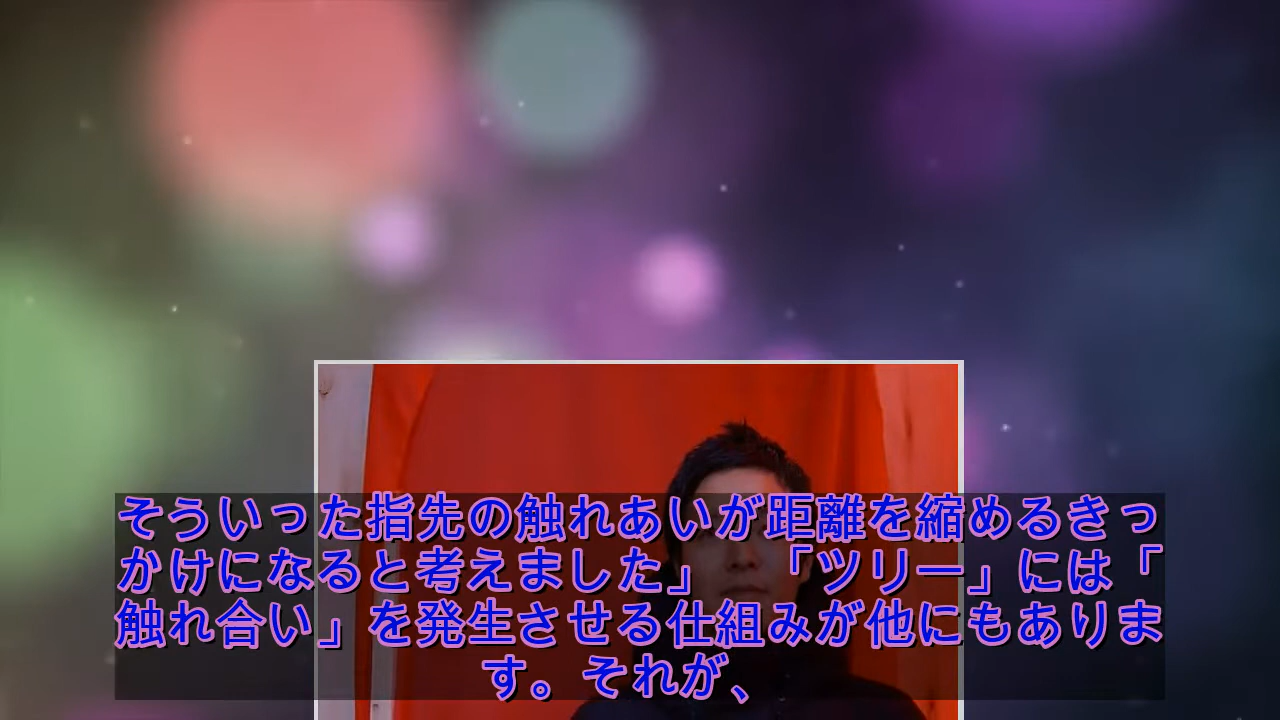 そういった指先の触れあいが距離を縮めるきっ
かけになると考えました」　「ツリー」には「
触れ合い」を発生させる仕組みが他にもありま
す。それが、